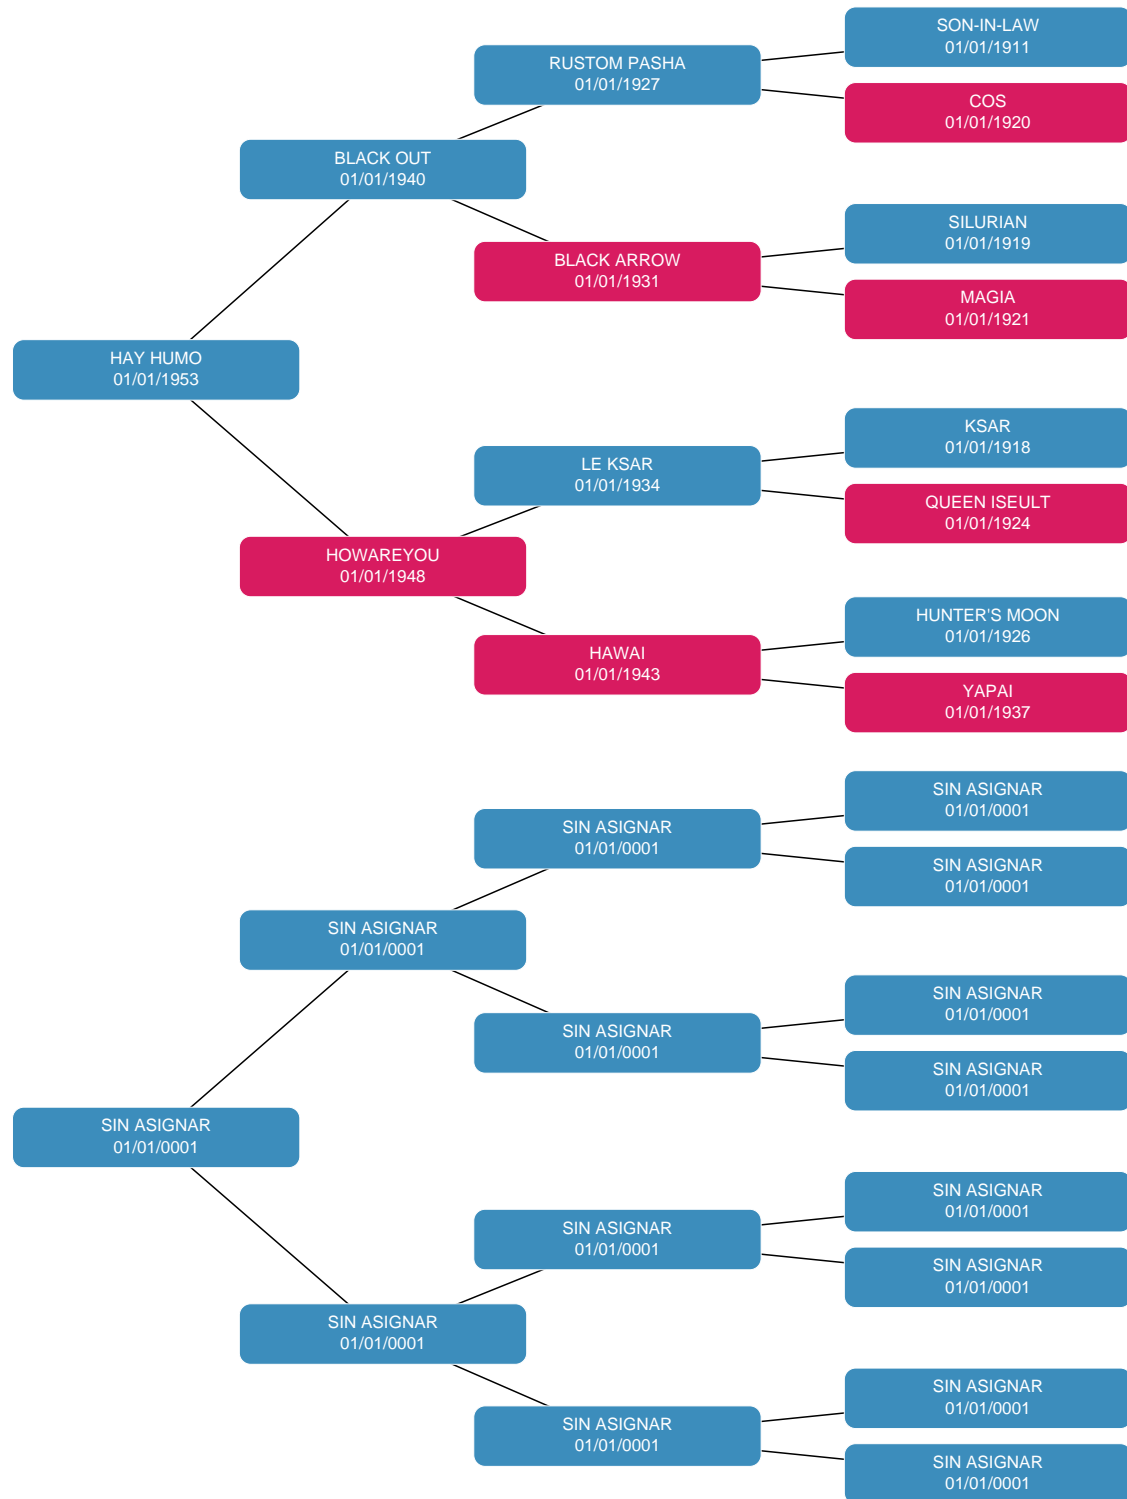 SON-IN-LAW
01/01/1911
RUSTOM PASHA
01/01/1927
COS
01/01/1920
BLACK OUT
01/01/1940
SILURIAN
01/01/1919
BLACK ARROW
01/01/1931
MAGIA
01/01/1921
HAY HUMO
01/01/1953
KSAR
01/01/1918
LE KSAR
01/01/1934
QUEEN ISEULT
01/01/1924
HOWAREYOU
01/01/1948
HUNTER'S MOON
01/01/1926
HAWAI
01/01/1943
YAPAI
01/01/1937
SIN ASIGNAR
01/01/0001
SIN ASIGNAR
01/01/0001
SIN ASIGNAR
01/01/0001
SIN ASIGNAR
01/01/0001
SIN ASIGNAR
01/01/0001
SIN ASIGNAR
01/01/0001
SIN ASIGNAR
01/01/0001
SIN ASIGNAR
01/01/0001
SIN ASIGNAR
01/01/0001
SIN ASIGNAR
01/01/0001
SIN ASIGNAR
01/01/0001
SIN ASIGNAR
01/01/0001
SIN ASIGNAR
01/01/0001
SIN ASIGNAR
01/01/0001
SIN ASIGNAR
01/01/0001